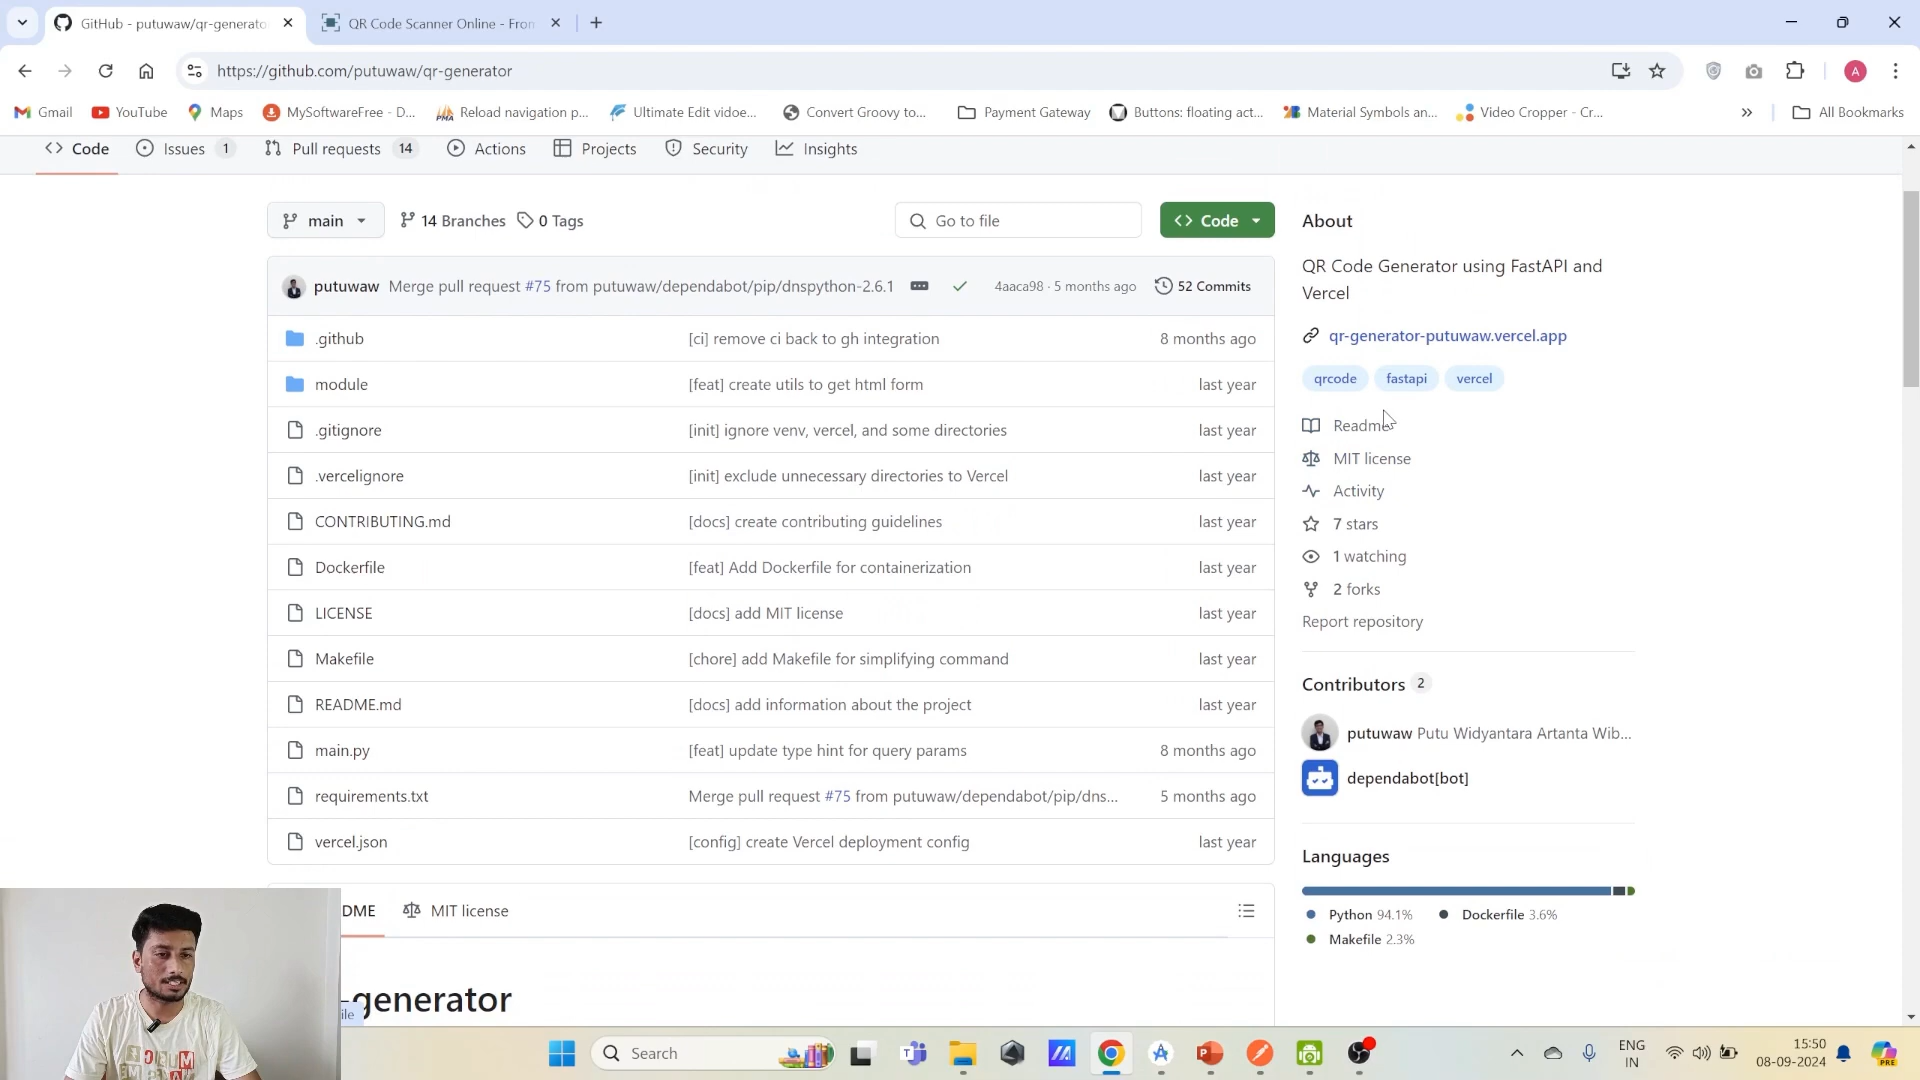 GitHub - putuwaw/qr-generato
QR Code Scanner Online - Fron
https://github.com/putuwaw/qr-generator
A
Gmail
YouTube
Maps
MySoftwareFree - D...
Reload navigation p...
Ultimate Edit vidoe...
Convert Groovy to...
Payment Gateway
Buttons: floating act...
Material Symbols an...
Video Cropper - Cr...
All Bookmarks
Code
Issues 1
Pull requests 14
Actions
Projects
Security
Insights
main
14 Branches
0 Tags
Go to file
Code
putuwaw Merge pull request #75 from putuwaw/dependabot/pip/dnspython-2.6.1
4aaca98 · 5 months ago
52 Commits
.github [ci] remove ci back to gh integration 8 months ago
module [feat] create utils to get html form last year
.gitignore [init] ignore venv, vercel, and some directories last year
.vercelignore [init] exclude unnecessary directories to Vercel last year
CONTRIBUTING.md [docs] create contributing guidelines last year
Dockerfile [feat] Add Dockerfile for containerization last year
LICENSE [docs] add MIT license last year
Makefile [chore] add Makefile for simplifying command last year
README.md [docs] add information about the project last year
main.py [feat] update type hint for query params 8 months ago
requirements.txt Merge pull request #75 from putuwaw/dependabot/pip/dns... 5 months ago
vercel.json [config] create Vercel deployment config last year
DME
MIT license
-generator
ile
About
QR Code Generator using FastAPI and
Vercel
qr-generator-putuwaw.vercel.app
qrcode fastapi vercel
Readme
MIT license
Activity
7 stars
1 watching
2 forks
Report repository
Contributors 2
putuwaw Putu Widyantara Artanta Wib...
dependabot[bot]
Languages
Python 94.1%
Dockerfile 3.6%
Makefile 2.3%
Search
ENG
IN
15:50
08-09-2024
PRE